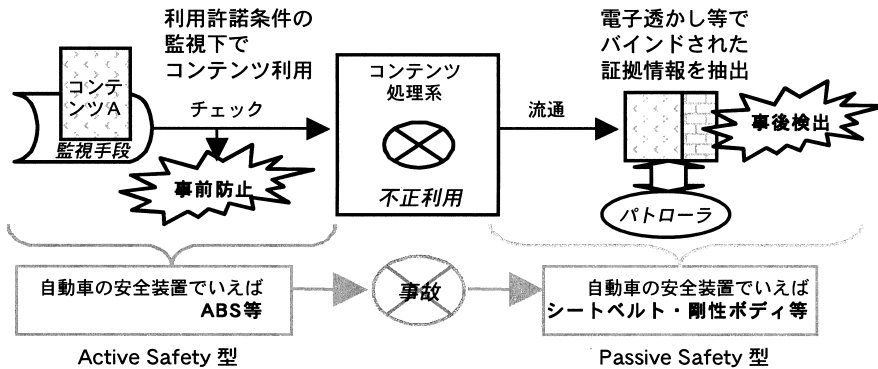 利用許諾条件の
監視下で
コンテンツ利用
コンテ
ンツA
監視手段
チェック
事前防止
コンテンツ
処理系
不正利用
流通
電子透かし等で
バインドされた
証拠情報を抽出
事後検出
パトローラ
自動車の安全装置でいえば
ABS等
事故
自動車の安全装置でいえば
シートベルト・剛性ボディ等
Active Safety 型
Passive Safety 型